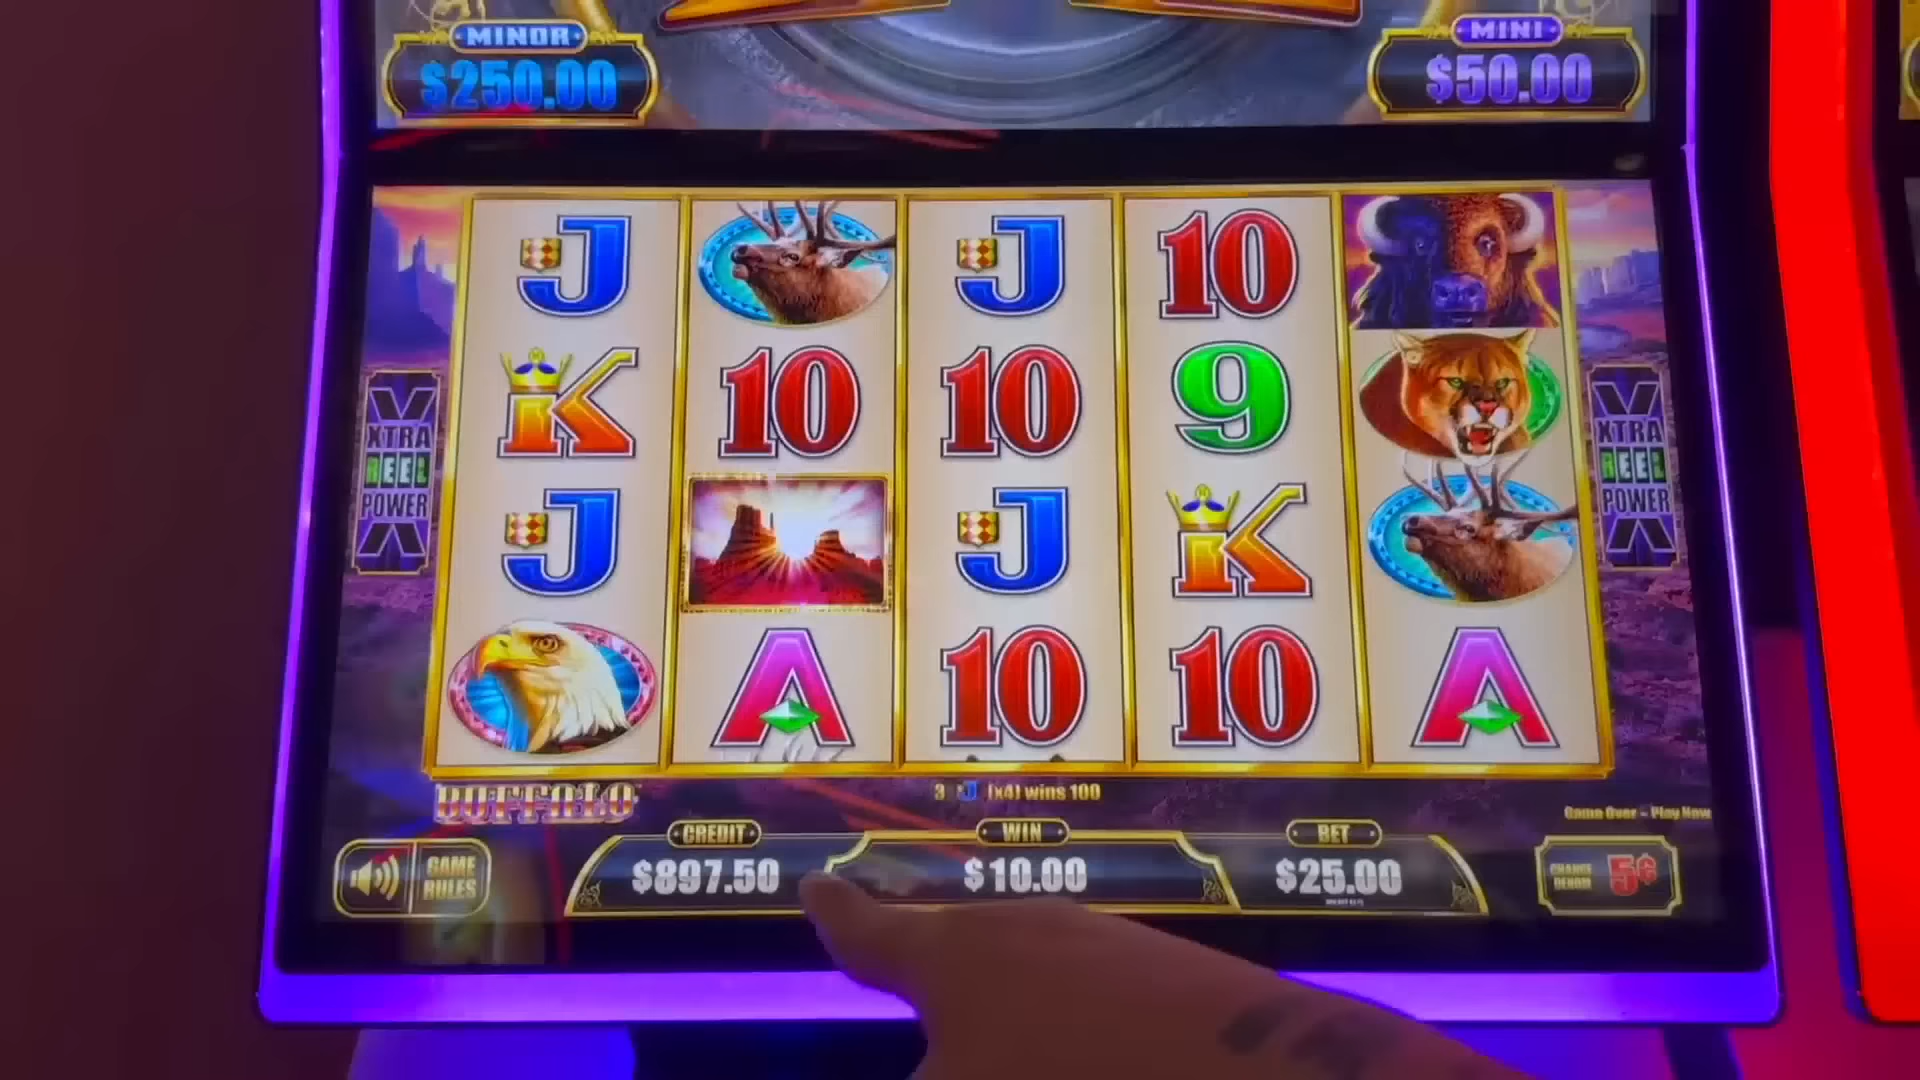 MINOR
$250.00
MINI
$50.00
J J 10
K 10 10 9
J J K
A 10 10 A
XTRA
REEL
POWER
XTRA
REEL
POWER
BUFFALO
3 J (x4) wins 100
Game Over - Play Now
GAME
RULES
CREDIT
$897.50
WIN
$10.00
BET
$25.00
CHANGE
DENOM
5¢